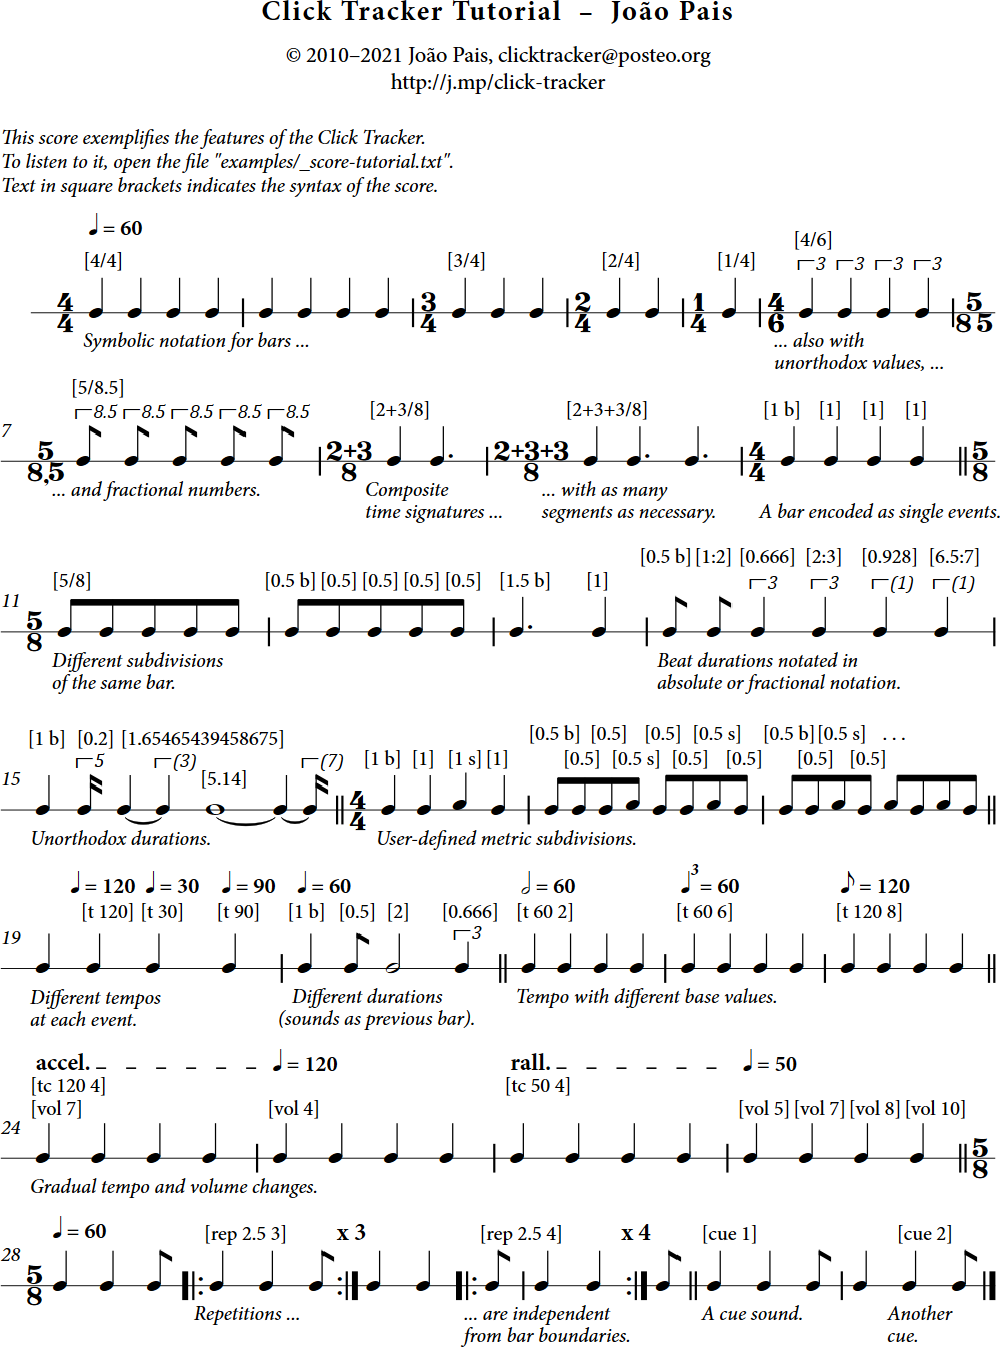 Click Tracker Tutorial – João Pais
© 2010–2021 João Pais, clicktracker@posteo.org
http://j.mp/click-tracker
This score exemplifies the features of the Click Tracker.
To listen to it, open the file "examples/_score-tutorial.txt".
Text in square brackets indicates the syntax of the score.
= 60
[4/4] [3/4] [2/4] [1/4] [4/6]
3 3 3 3
4/4 3/4 2/4 1/4 4/6 5/8,5
Symbolic notation for bars ... ... also with
unorthodox values, ...
[5/8.5] [2+3/8] [2+3+3/8] [1 b] [1] [1] [1]
8.5 8.5 8.5 8.5 8.5
7 5/8,5 2+3/8 2+3+3/8 4/4 5/8
... and fractional numbers. Composite ... with as many
time signatures ... segments as necessary. A bar encoded as single events.
[0.5 b] [1:2] [0.666] [2:3] [0.928] [6.5:7]
[5/8] [0.5 b] [0.5] [0.5] [0.5] [0.5] [1.5 b] [1] 3 3 (1) (1)
11 5/8
Different subdivisions Beat durations notated in
of the same bar. absolute or fractional notation.
[0.5 b] [0.5] [0.5] [0.5 s] [0.5 b] [0.5 s] . . .
[1 b] [0.2] [1.65465439458675] [1 b] [1] [1 s] [1] [0.5] [0.5 s] [0.5] [0.5] [0.5] [0.5]
5 (3) [5.14] (7)
15 4/4
Unorthodox durations. User-defined metric subdivisions.
= 120 = 30 = 90 = 60 = 60 3 = 60 = 120
[t 120] [t 30] [t 90] [1 b] [0.5] [2] [0.666] [t 60 2] [t 60 6] [t 120 8]
3
19
Different tempos Different durations Tempo with different base values.
at each event. (sounds as previous bar).
accel. = 120 rall. = 50
[tc 120 4] [tc 50 4]
[vol 7] [vol 4] [vol 5] [vol 7] [vol 8] [vol 10]
24 5/8
Gradual tempo and volume changes.
= 60 [rep 2.5 3] x 3 [rep 2.5 4] x 4 [cue 1] [cue 2]
28 5/8
Repetitions ... ... are independent A cue sound. Another
from bar boundaries. cue.